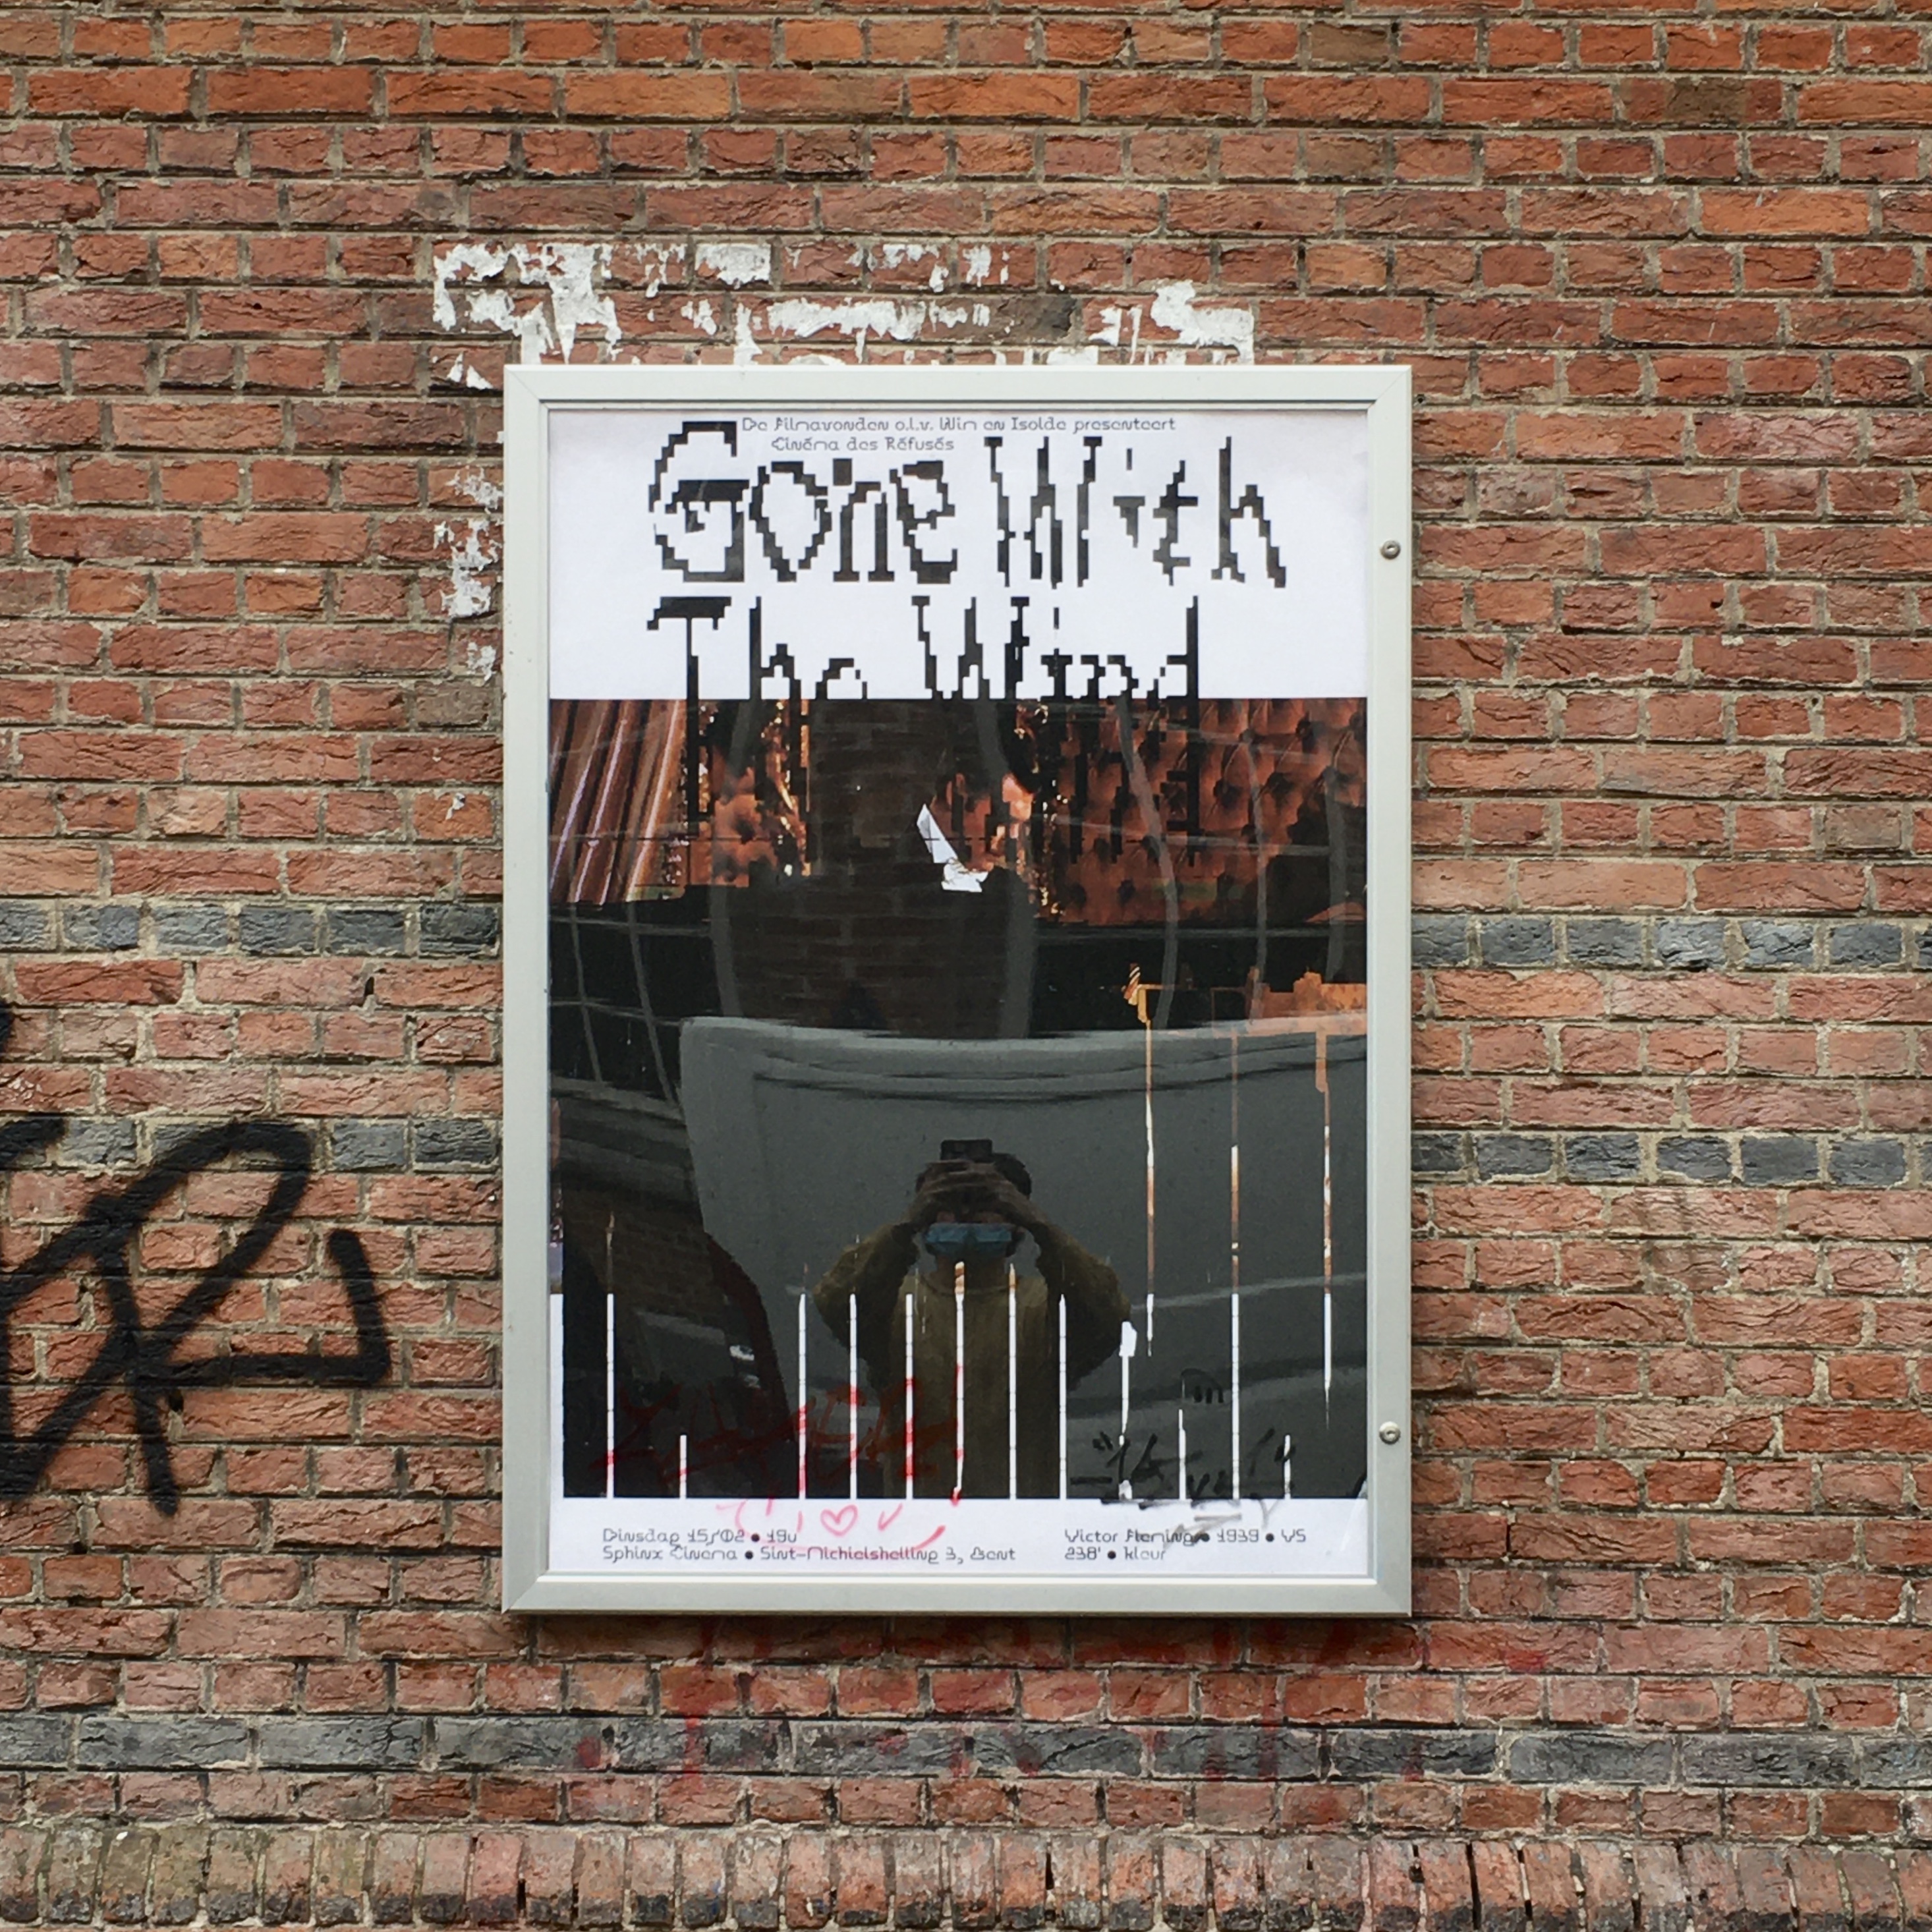 De Filmavonden o.l.v. Wim en Isolde presenteert
Cinéma des Réfusés
Gone With
The Wind
Dinsdag 15/02 • 19u
Sphinx Cinema • Sint-Michielshelling 3, Gent
Victor Fleming • 1939 • VS
238' • kleur